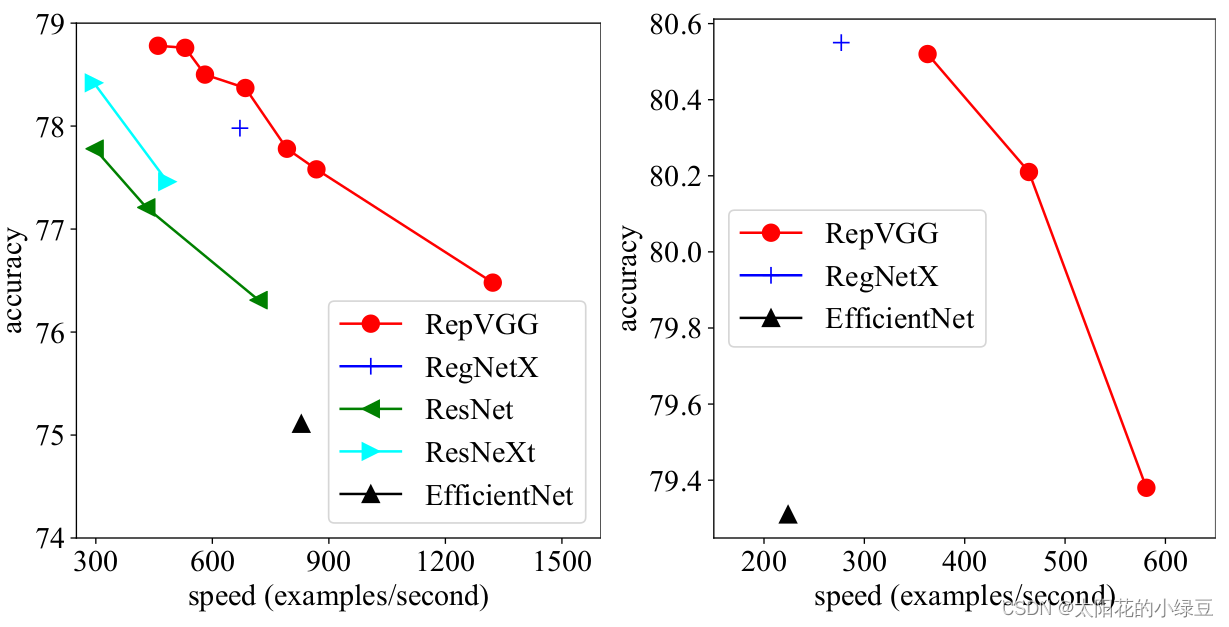 79
78
77
76
75
74
accuracy
300 600 900 1200 1500
speed (examples/second)
RepVGG
RegNetX
ResNet
ResNeXt
EfficientNet
80.6
80.4
80.2
80.0
79.8
79.6
79.4
accuracy
RepVGG
RegNetX
EfficientNet
200 300 400 500 600
speed (examples/second)
CSDN @太阳花的小绿豆